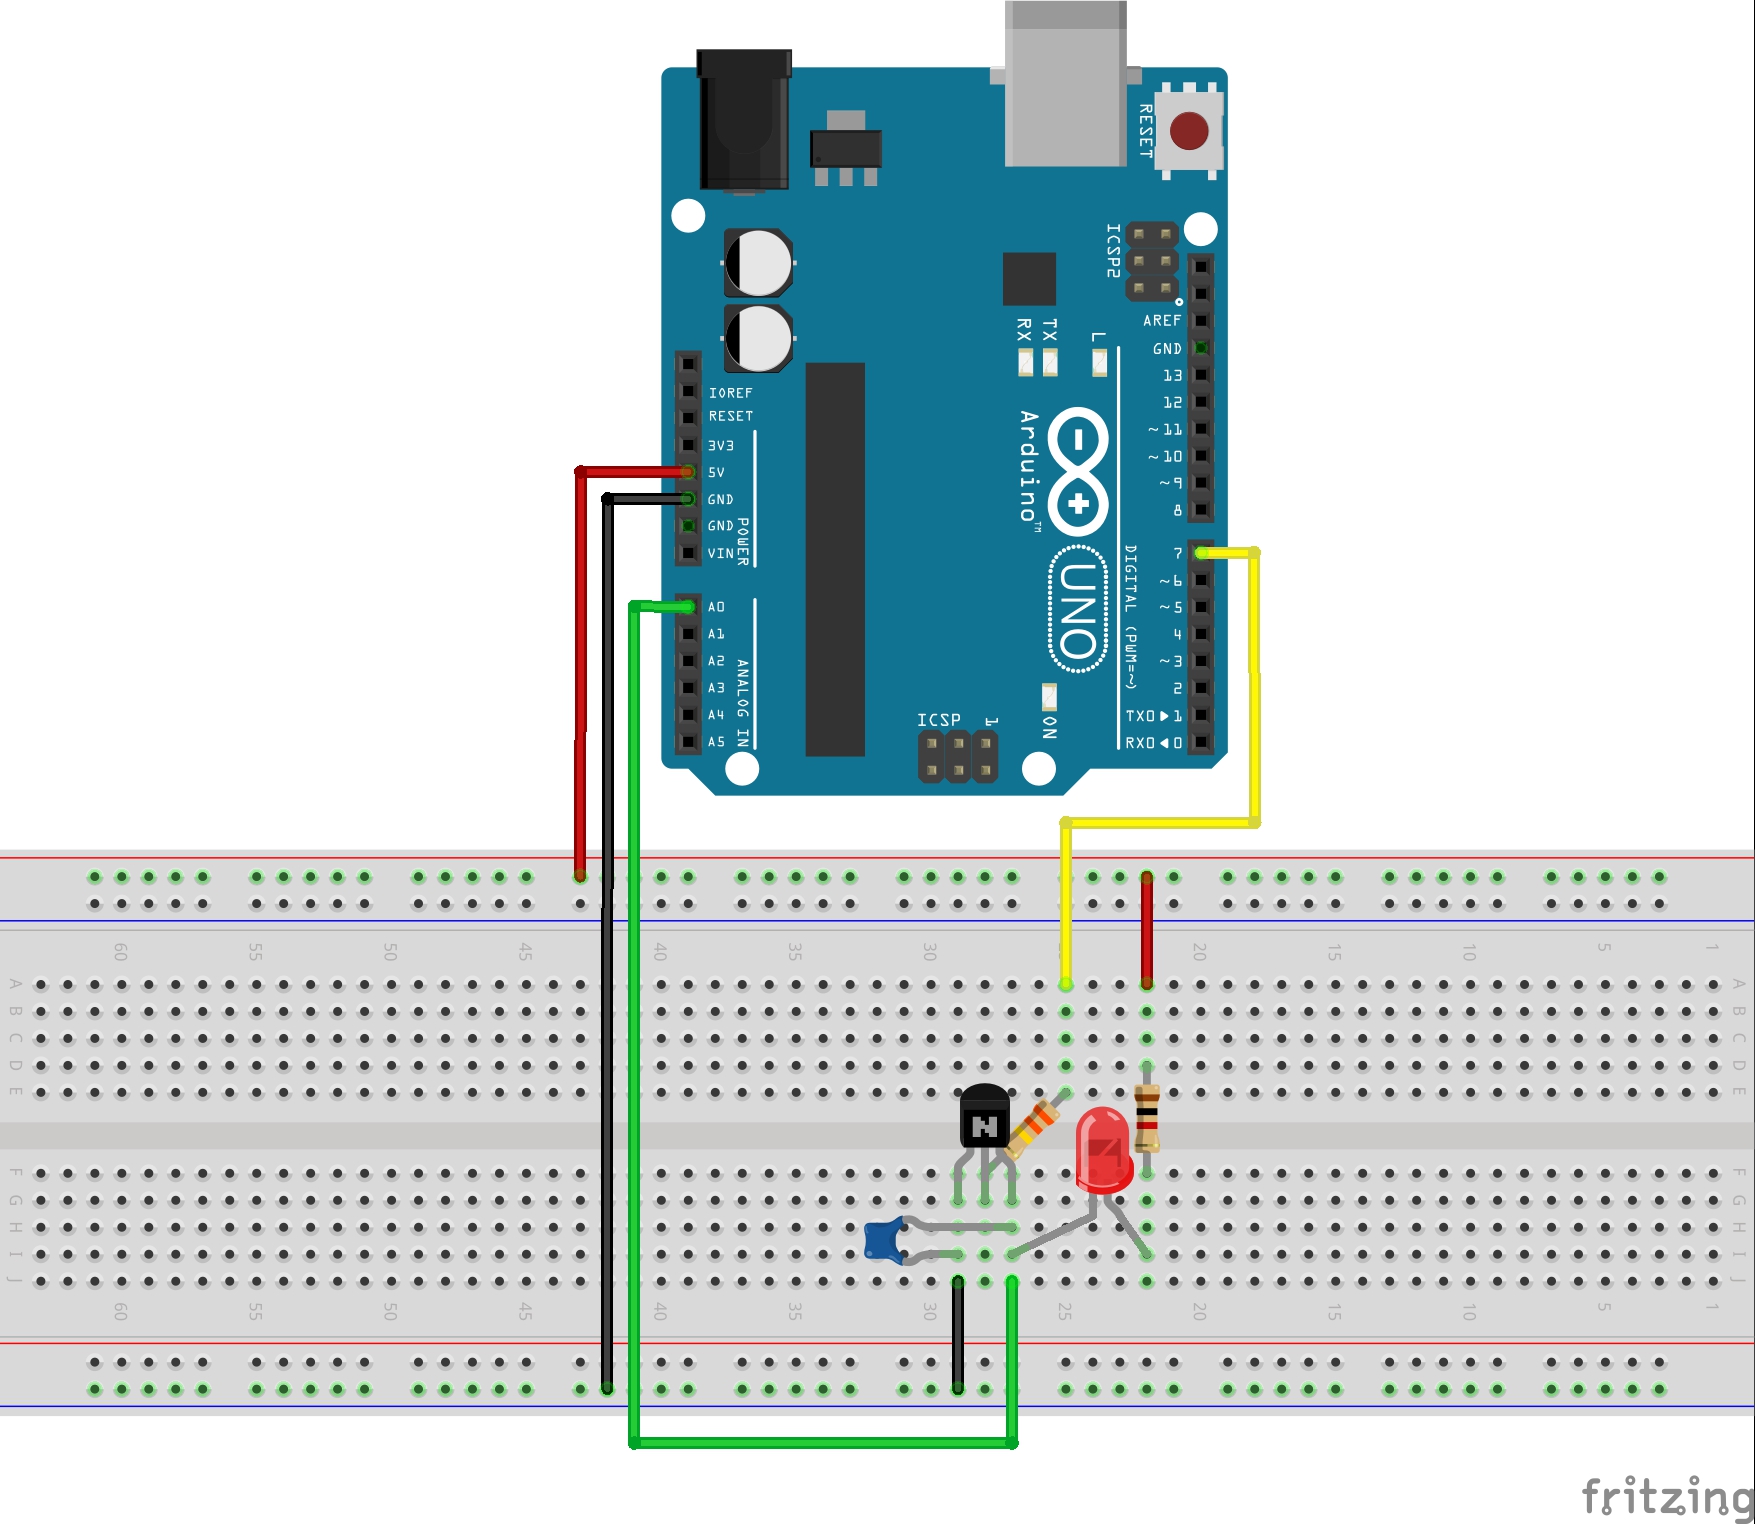 RESET
ICSP2
AREF
GND
13
12
~11
~10
~9
8
RX
TX
L
IOREF
RESET
3V3
5V
GND
GND
VIN
POWER
Arduino™
UNO
7
~6
~5
4
~3
2
TX0▶1
RX0◀0
DIGITAL (PWM=~)
A0
A1
A2
A3
A4
A5
ANALOG IN
ICSP
1
ON
60 55 50 45 40 35 30 20 15 10 5 1
A A
B B
C C
D D
E E
N
F F
G G
H H
I I
J J
60 55 50 45 40 35 30 25 20 15 10 5 1
fritzing